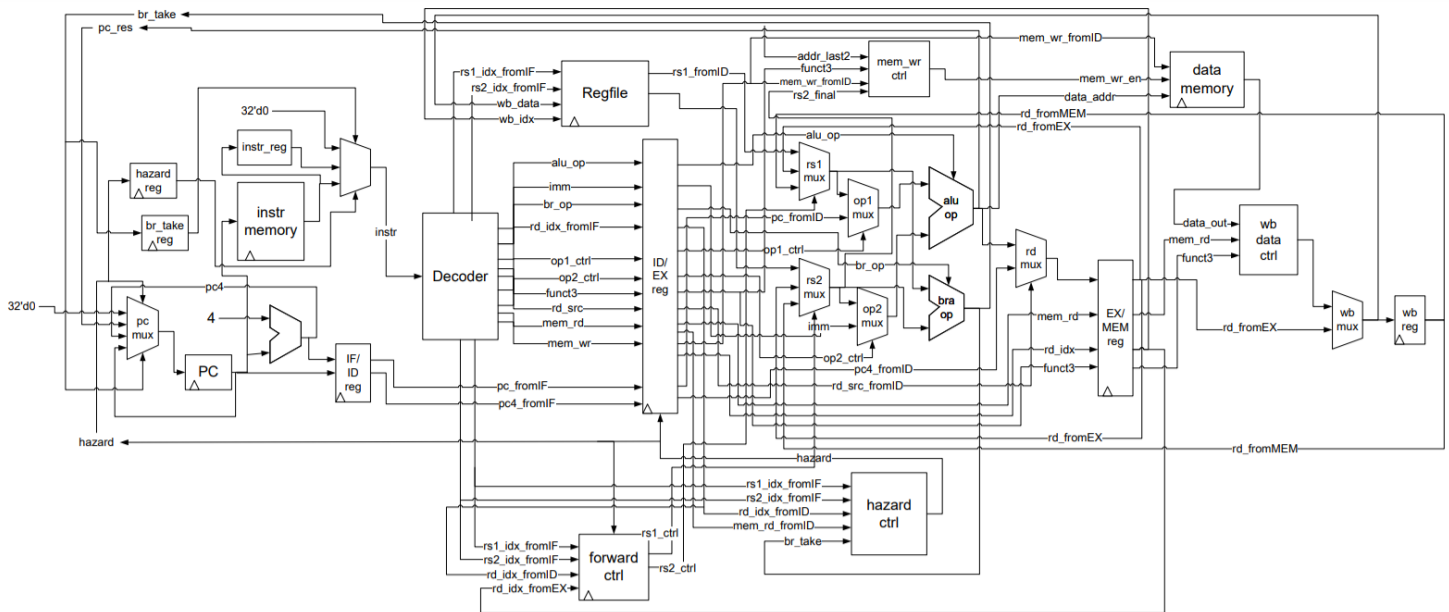 br_take
pc_res
32'd0
instr_reg
hazard
reg
br_take
reg
instr
memory
instr
32'd0
pc4
pc
mux
4
PC
IF/
ID
reg
hazard
rs1_idx_fromIF
rs2_idx_fromIF
wb_data
wb_idx
Regfile
rs1_fromID
Decoder
alu_op
imm
br_op
rd_idx_fromIF
op1_ctrl
op2_ctrl
funct3
rd_src
mem_rd
mem_wr
pc_fromIF
pc4_fromIF
ID/
EX
reg
addr_last2
funct3
mem_wr_fromID
rs2_final
mem_wr
ctrl
mem_wr_fromID
mem_wr_en
data_addr
data
memory
rd_fromMEM
rd_fromEX
rs1
mux
op1
mux
pc_fromID
op1_ctrl
alu
op
br_op
rs2
mux
op2
mux
imm
op2_ctrl
bra
op
rd
mux
pc4_fromID
rd_src_fromID
mem_rd
rd_idx
funct3
EX/
MEM
reg
data_out
mem_rd
funct3
wb
data
ctrl
rd_fromEX
wb
mux
wb
reg
rd_fromEX
rd_fromMEM
hazard
rs1_idx_fromIF
rs2_idx_fromIF
rd_idx_fromID
mem_rd_fromID
br_take
hazard
ctrl
rs1_idx_fromIF
rs2_idx_fromIF
rd_idx_fromID
rd_idx_fromEX
forward
ctrl
rs1_ctrl
rs2_ctrl